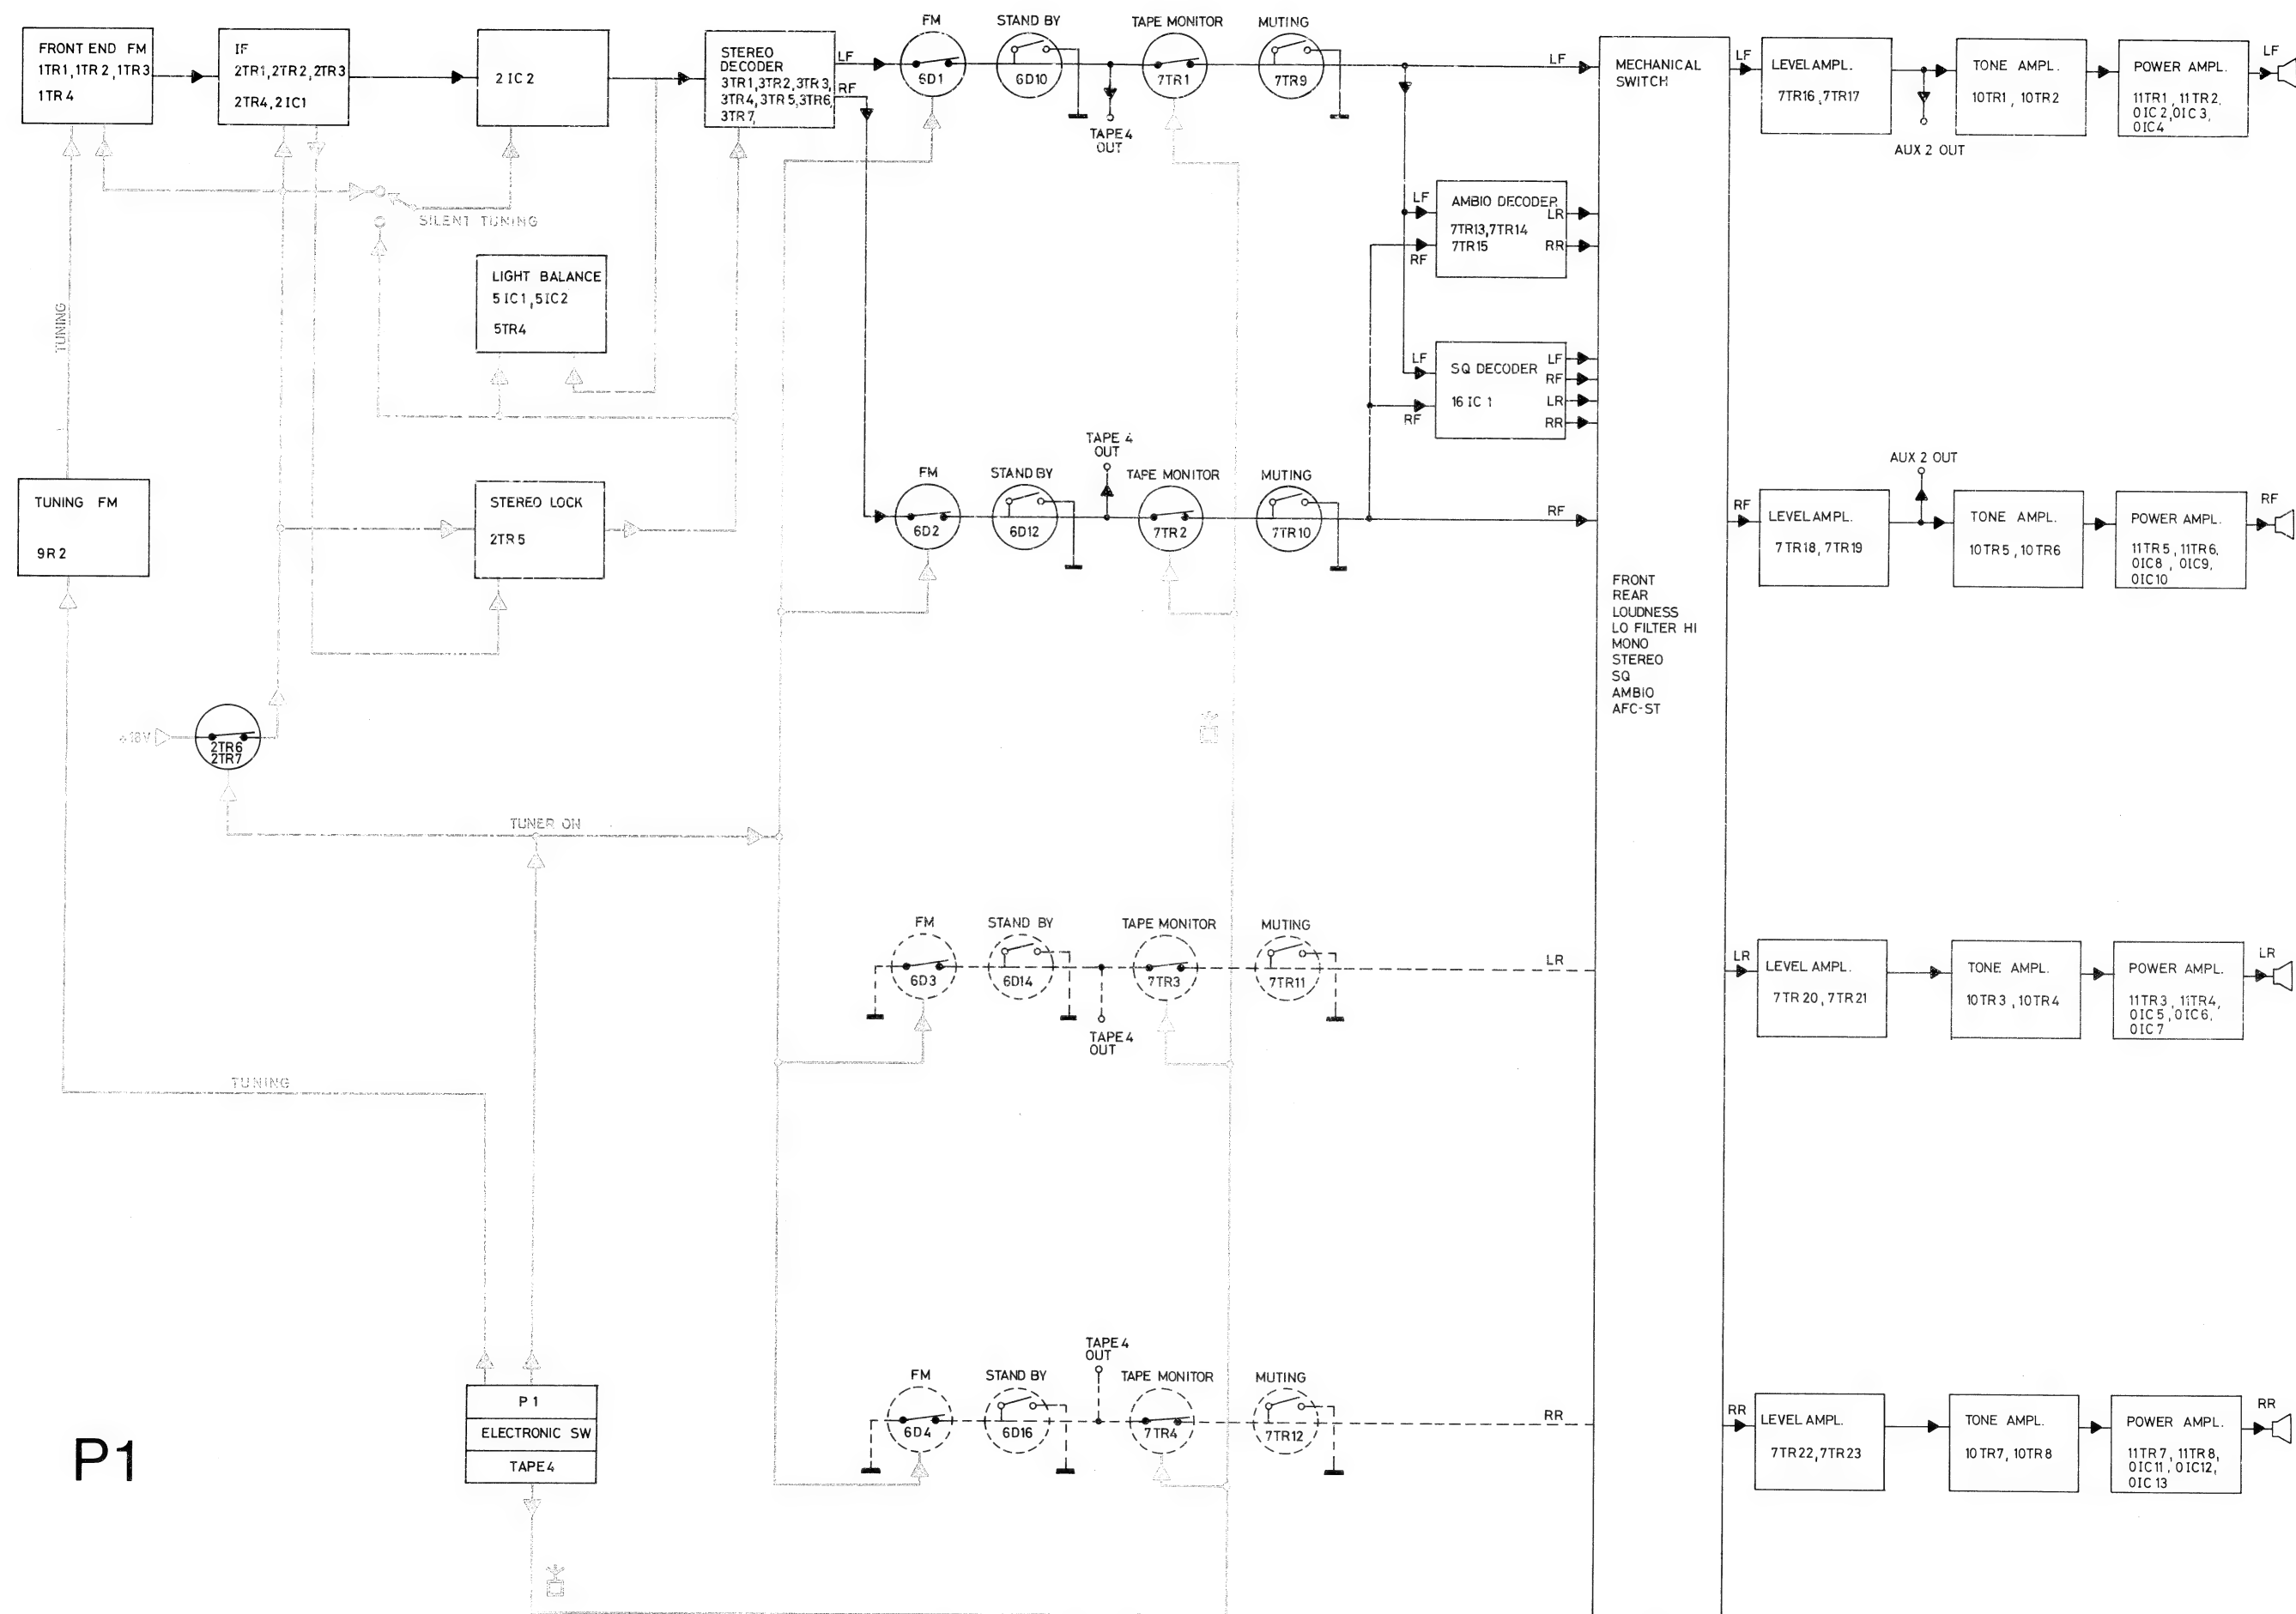 FM
STAND BY
TAPE MONITOR
MUTING
FRONT END FM
1TR1,1TR2,1TR3
1TR4
IF
2TR1,2TR2,2TR3
2TR4,2IC1
2 IC 2
STEREO
DECODER
3TR1,3TR2,3TR3,
3TR4,3TR5,3TR6,
3TR7,
LF
RF
6D1
6D10
7TR1
7TR9
TAPE4
OUT
LF
MECHANICAL
SWITCH
LF
LEVEL AMPL.
7TR16,7TR17
AUX 2 OUT
TONE AMPL.
10TR1, 10TR2
POWER AMPL.
11TR1, 11TR2,
0IC2,0IC3,
0IC4
LF
SILENT TUNING
LIGHT BALANCE
5IC1,5IC2
5TR4
TUNING
LF
RF
AMBIO DECODER
7TR13,7TR14
7TR15
LR
RR
LF
RF
SQ DECODER
16 IC 1
LF
RF
LR
RR
TUNING FM
9R2
STEREO LOCK
2TR5
FM
STAND BY
TAPE 4
OUT
TAPE MONITOR
MUTING
6D2
6D12
7TR2
7TR10
RF
RF
LEVEL AMPL.
7TR18, 7TR19
AUX 2 OUT
TONE AMPL.
10TR5, 10TR6
POWER AMPL.
11TR5, 11TR6,
0IC8, 0IC9,
0IC10
RF
FRONT
REAR
LOUDNESS
LO FILTER HI
MONO
STEREO
SQ
AMBIO
AFC-ST
+18V
2TR6
2TR7
TUNER ON
FM
STAND BY
TAPE MONITOR
MUTING
6D3
6D14
7TR3
7TR11
TAPE4
OUT
LR
LR
LEVEL AMPL.
7TR20, 7TR21
TONE AMPL.
10TR3, 10TR4
POWER AMPL.
11TR3, 11TR4,
0IC5,0IC6,
0IC7
LR
TUNING
P1
ELECTRONIC SW
TAPE4
P1
FM
STAND BY
TAPE4
OUT
TAPE MONITOR
MUTING
6D4
6D16
7TR4
7TR12
RR
RR
LEVEL AMPL.
7TR22,7TR23
TONE AMPL.
10TR7, 10TR8
POWER AMPL.
11TR7, 11TR8,
0IC11, 0IC12,
0IC13
RR